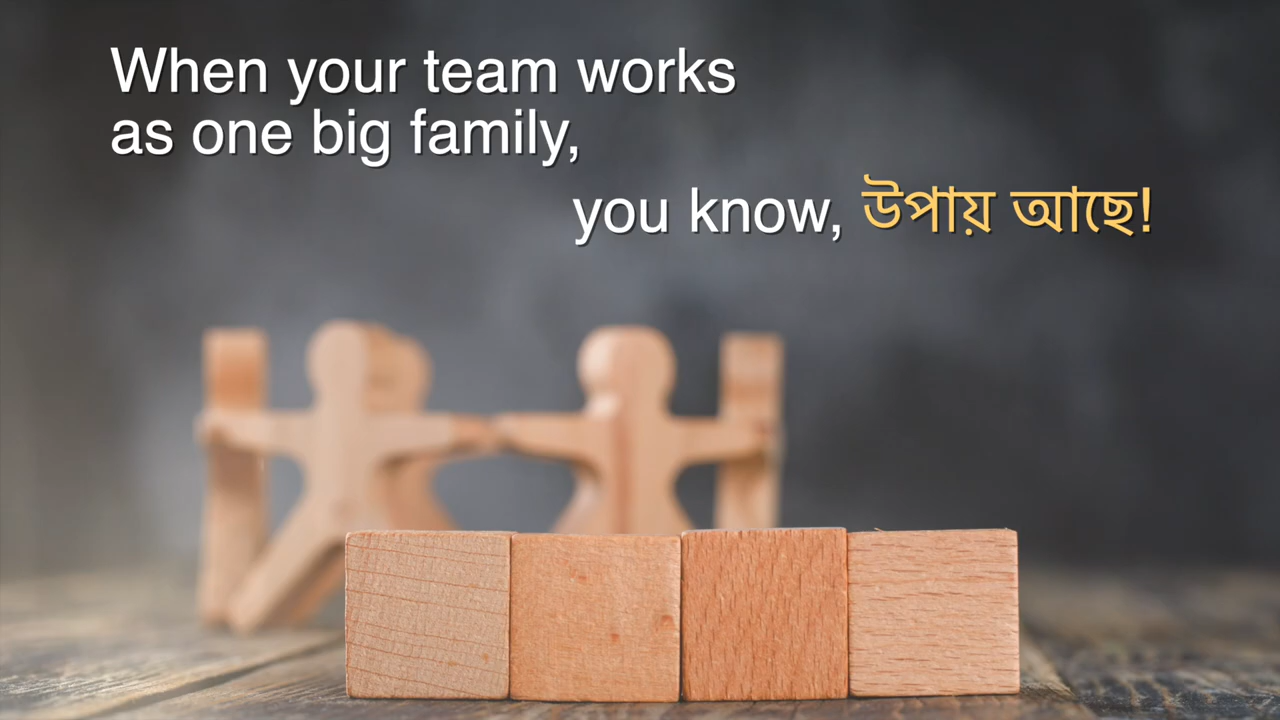 When your team works
as one big family,
you know, উপায় আছে!